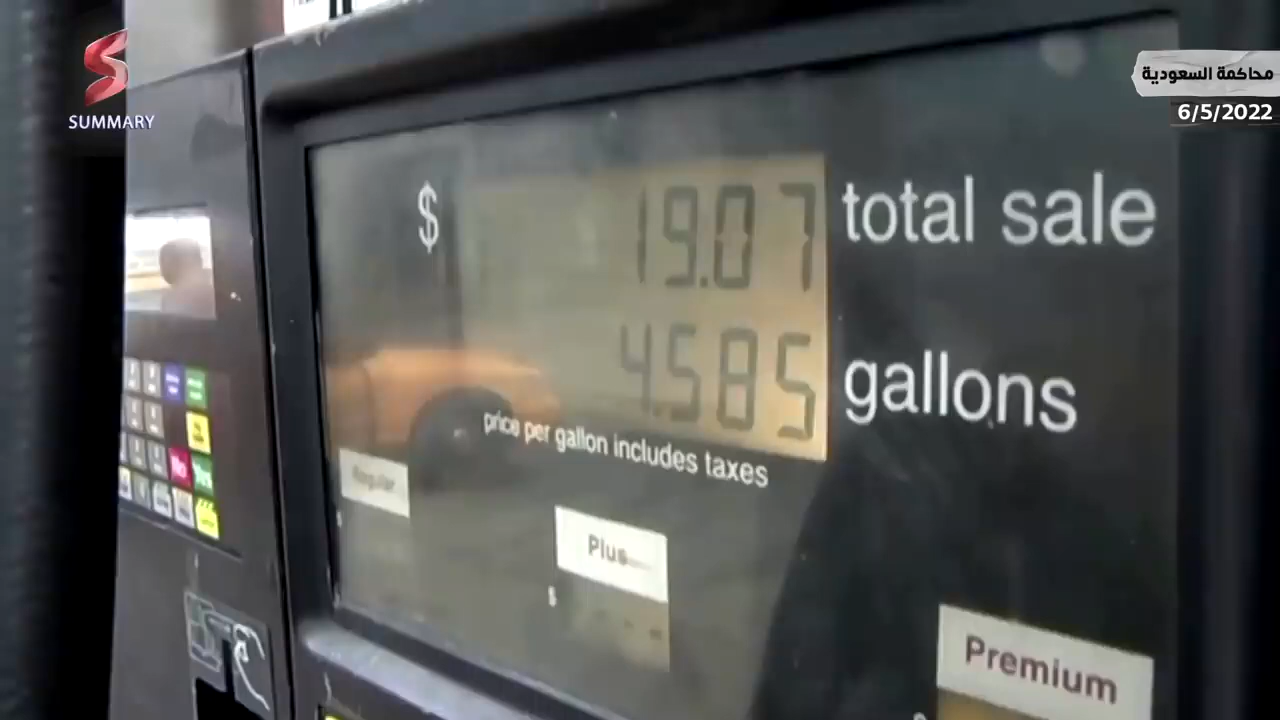 SUMMARY
محاكمة السعودية
6/5/2022
$ 19.07 total sale
4.585 gallons
price per gallon includes taxes
Regular
Plus
$
Premium